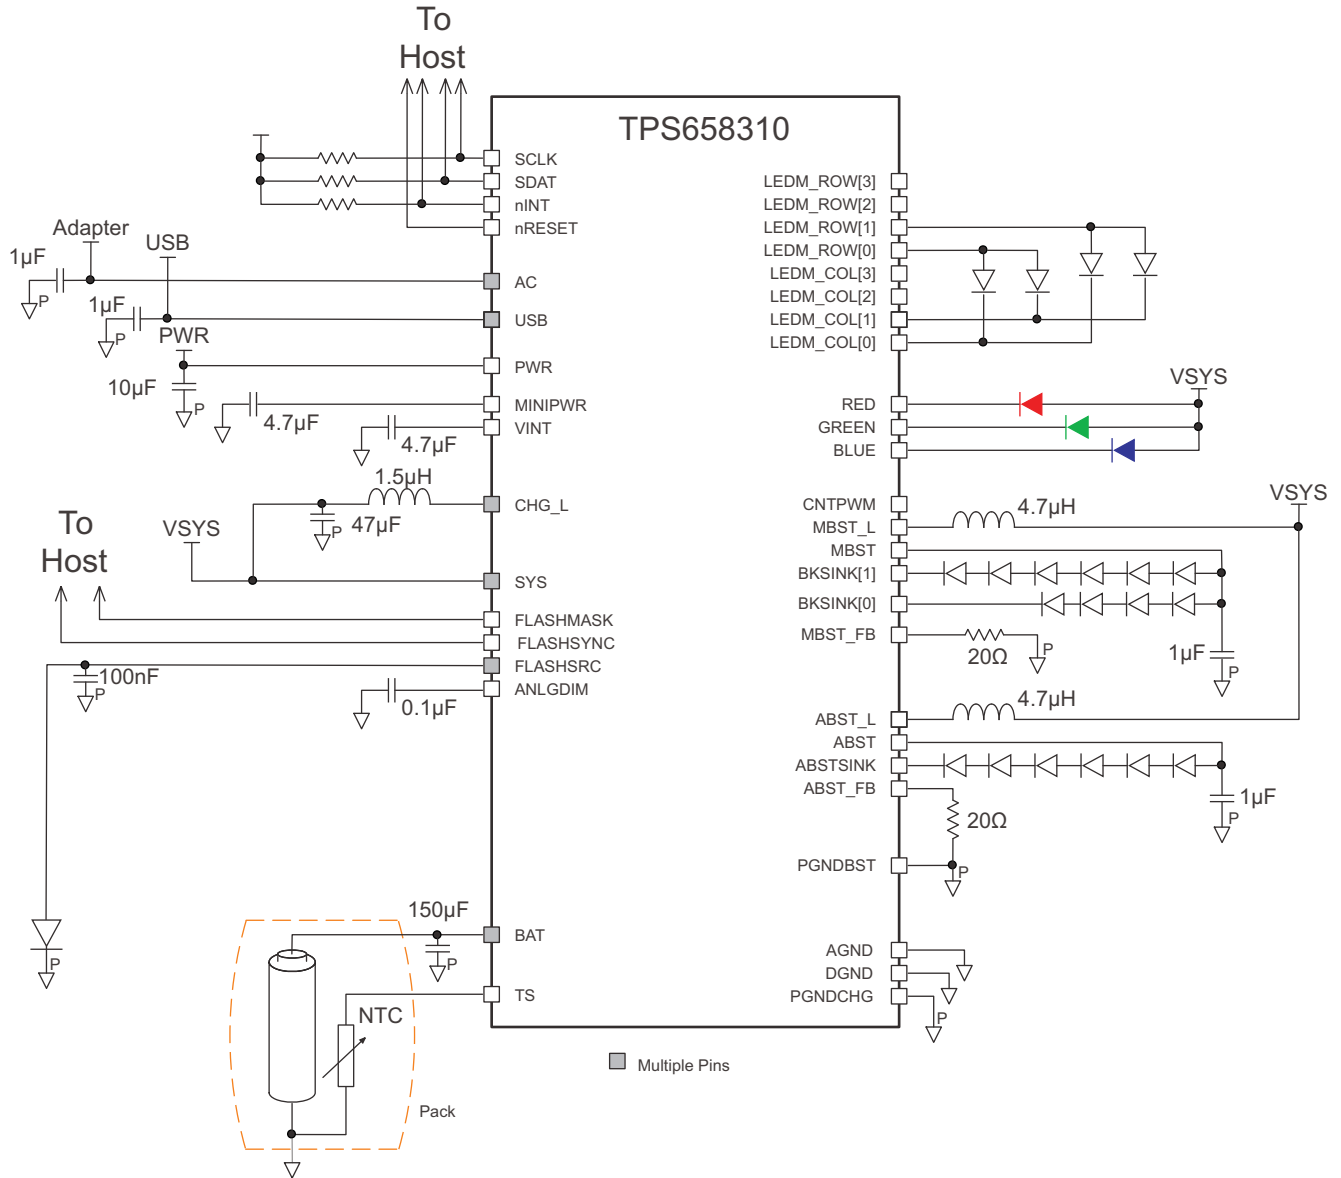 To
Host
TPS658310
SCLK
SDAT
nINT
nRESET
Adapter
USB
1µF
P
AC
1µF
P
USB
PWR
PWR
10µF
P
MINIPWR
4.7µF
VINT
4.7µF
1.5µH
CHG_L
47µF
P
VSYS
SYS
To
Host
FLASHMASK
FLASHSYNC
FLASHSRC
100nF
P
ANLGDIM
0.1µF
P
150µF
BAT
P
TS
NTC
Pack
LEDM_ROW[3]
LEDM_ROW[2]
LEDM_ROW[1]
LEDM_ROW[0]
LEDM_COL[3]
LEDM_COL[2]
LEDM_COL[1]
LEDM_COL[0]
VSYS
RED
GREEN
BLUE
CNTPWM
4.7µH
VSYS
MBST_L
MBST
BKSINK[1]
BKSINK[0]
MBST_FB
20Ω
P
1µF
P
4.7µH
ABST_L
ABST
ABSTSINK
ABST_FB
1µF
P
20Ω
PGNDBST
P
AGND
DGND
PGNDCHG
P
Multiple Pins